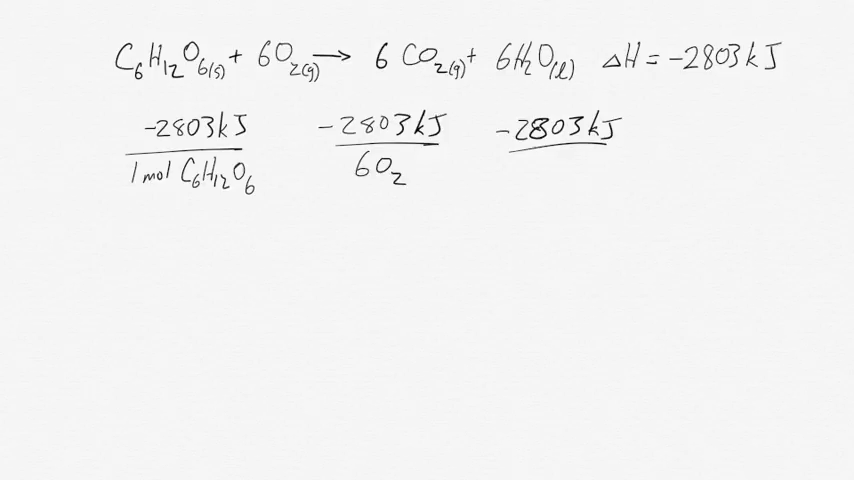 C₆H₁₂O₆(s) + 6O₂(g) → 6 CO₂(g) + 6H₂O(l) ΔH = -2803 kJ
-2803 kJ -2803 kJ -2803 kJ
1 mol C₆H₁₂O₆ 6O₂